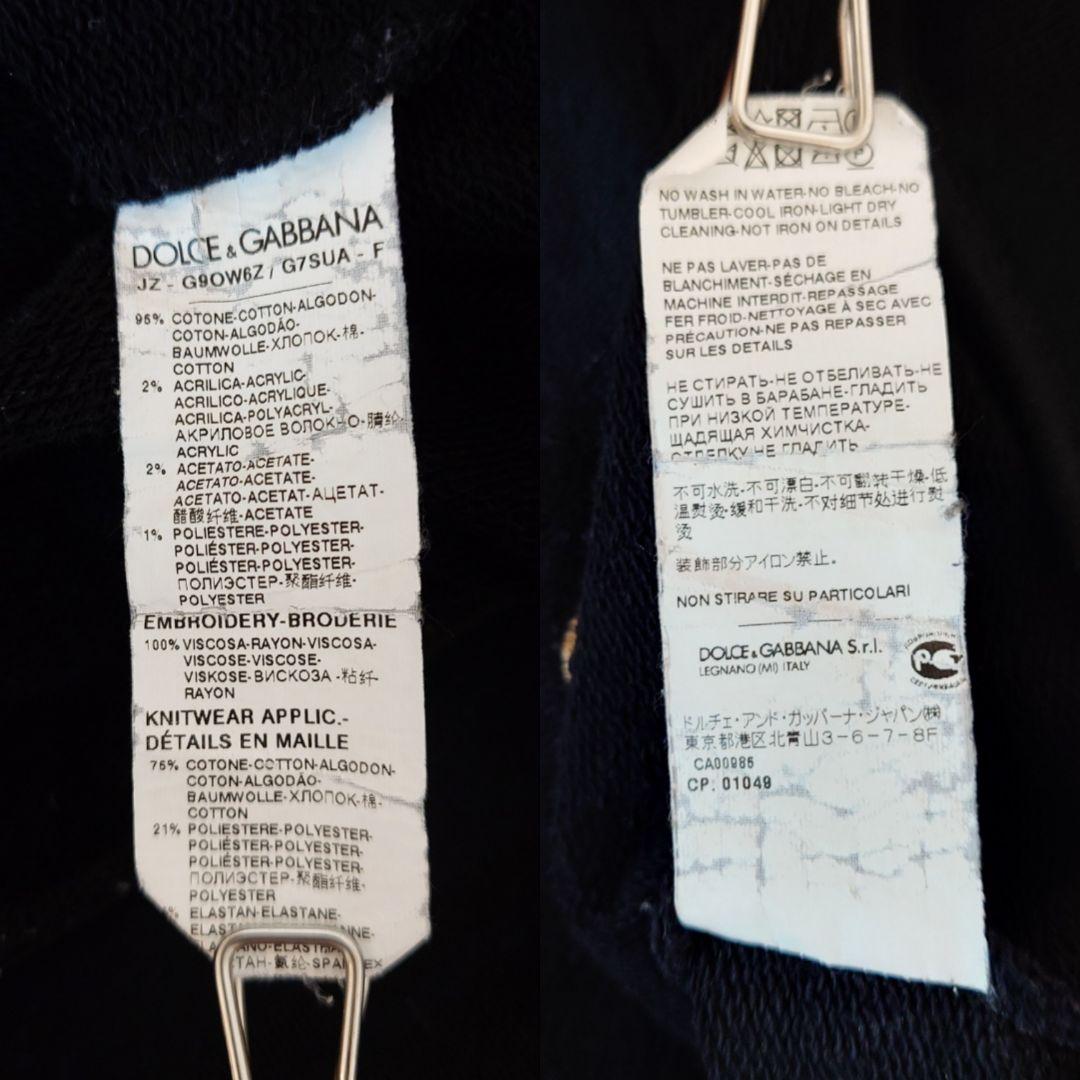 DOLCE & GABBANA
JZ - G9OW6Z / G7SUA - F
96% COTONE-COTTON-ALGODON-
COTON-ALGODÃO-
BAUMWOLLE-ХЛОПОК-棉-
COTTON
2% ACRILICA-ACRYLIC-
ACRILICO-ACRYLIQUE-
ACRILICA-POLYACRYL-
АКРИЛОВОЕ ВОЛОКНО-腈纶
ACRYLIC
2% ACETATO-ACETATE-
ACETATO-ACETATE-
ACETATO-ACETAT-АЦЕТАТ-
醋酸纤维-ACETATE
1% POLIESTERE-POLYESTER-
POLIÉSTER-POLYESTER-
POLIÉSTER-POLYESTER-
ПОЛИЭСТЕР-聚酯纤维-
POLYESTER
EMBROIDERY-BRODERIE
100% VISCOSA-RAYON-VISCOSA-
VISCOSE-VISCOSE-
VISKOSE-ВИСКОЗА -粘纤-
RAYON
KNITWEAR APPLIC.-
DÉTAILS EN MAILLE
76% COTONE-COTTON-ALGODON-
COTON-ALGODÃO-
BAUMWOLLE-ХЛОПОК-棉-
COTTON
21% POLIESTERE-POLYESTER-
POLIÉSTER-POLYESTER-
POLIÉSTER-POLYESTER-
ПОЛИЭСТЕР-聚酯纤维-
POLYESTER
ELASTAN-ELASTANE-
NO WASH IN WATER-NO BLEACH-NO
TUMBLER-COOL IRON-LIGHT DRY
CLEANING-NOT IRON ON DETAILS
NE PAS LAVER-PAS DE
BLANCHIMENT-SÉCHAGE EN
MACHINE INTERDIT-REPASSAGE
FER FROID-NETTOYAGE À SEC AVEC
PRÉCAUTION-NE PAS REPASSER
SUR LES DETAILS
НЕ СТИРАТЬ-НЕ ОТБЕЛИВАТЬ-НЕ
СУШИТЬ В БАРАБАНЕ-ГЛАДИТЬ
ПРИ НИЗКОЙ ТЕМПЕРАТУРЕ-
ЩАДЯЩАЯ ХИМЧИСТКА-
ОТДЕЛКУ НЕ ГЛАДИТЬ
不可水洗-不可漂白-不可翻转干燥-低
温熨烫-缓和干洗-不对细节处进行熨
烫
装飾部分アイロン禁止。
NON STIRARE SU PARTICOLARI
DOLCE & GABBANA S.r.l.
LEGNANO (MI) ITALY
ドルチェ・アンド・ガッバーナ・ジャパン㈱
東京都港区北青山3-6-7-8F
CA00985
CP. 01049